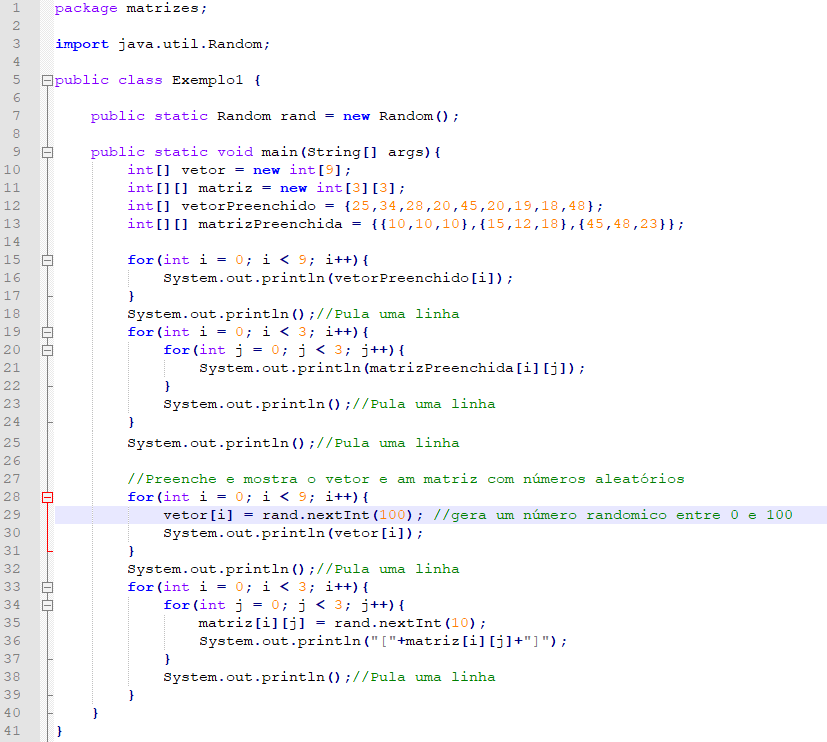 1 package matrizes;
2
3 import java.util.Random;
4
5 public class Exemplo1 {
6
7 public static Random rand = new Random();
8
9 public static void main(String[] args){
10 int[] vetor = new int[9];
11 int[][] matriz = new int[3][3];
12 int[] vetorPreenchido = {25,34,28,20,45,20,19,18,48};
13 int[][] matrizPreenchida = {{10,10,10},{15,12,18},{45,48,23}};
14
15 for(int i = 0; i < 9; i++){
16 System.out.println(vetorPreenchido[i]);
17 }
18 System.out.println();//Pula uma linha
19 for(int i = 0; i < 3; i++){
20 for(int j = 0; j < 3; j++){
21 System.out.println(matrizPreenchida[i][j]);
22 }
23 System.out.println();//Pula uma linha
24 }
25 System.out.println();//Pula uma linha
26
27 //Preenche e mostra o vetor e am matriz com números aleatórios
28 for(int i = 0; i < 9; i++){
29 vetor[i] = rand.nextInt(100); //gera um número randomico entre 0 e 100
30 System.out.println(vetor[i]);
31 }
32 System.out.println();//Pula uma linha
33 for(int i = 0; i < 3; i++){
34 for(int j = 0; j < 3; j++){
35 matriz[i][j] = rand.nextInt(10);
36 System.out.println("["+matriz[i][j]+"]");
37 }
38 System.out.println();//Pula uma linha
39 }
40 }
41 }